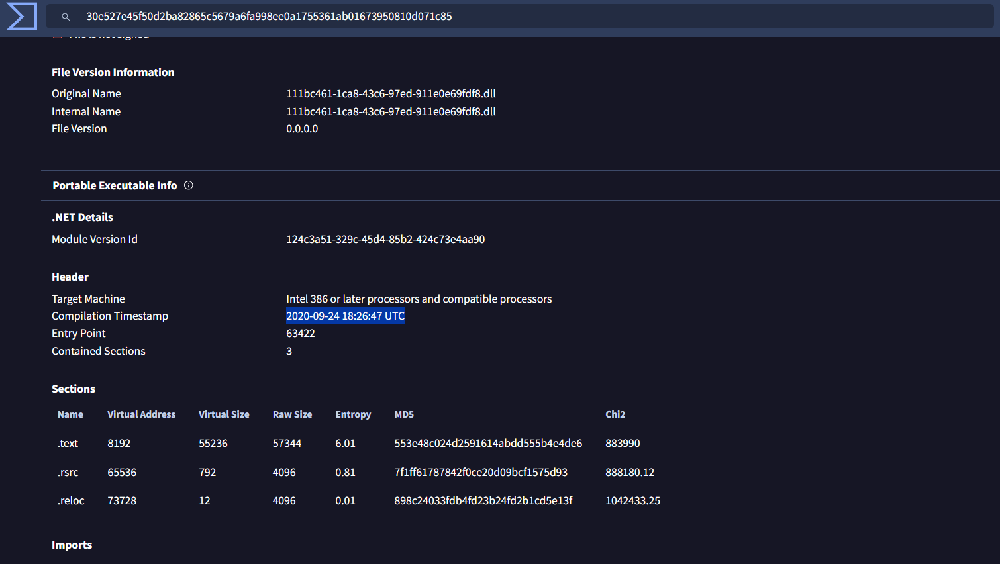 30e527e45f50d2ba82865c5679a6fa998ee0a1755361ab01673950810d071c85
File is not signed
File Version Information
Original Name 111bc461-1ca8-43c6-97ed-911e0e69fdf8.dll
Internal Name 111bc461-1ca8-43c6-97ed-911e0e69fdf8.dll
File Version 0.0.0.0
Portable Executable Info
.NET Details
Module Version Id 124c3a51-329c-45d4-85b2-424c73e4aa90
Header
Target Machine Intel 386 or later processors and compatible processors
Compilation Timestamp 2020-09-24 18:26:47 UTC
Entry Point 63422
Contained Sections 3
Sections
Name Virtual Address Virtual Size Raw Size Entropy MD5 Chi2
.text 8192 55236 57344 6.01 553e48c024d2591614abdd555b4e4de6 883990
.rsrc 65536 792 4096 0.81 7f1ff61787842f0ce20d09bcf1575d93 888180.12
.reloc 73728 12 4096 0.01 898c24033fdb4fd23b24fd2b1cd5e13f 1042433.25
Imports